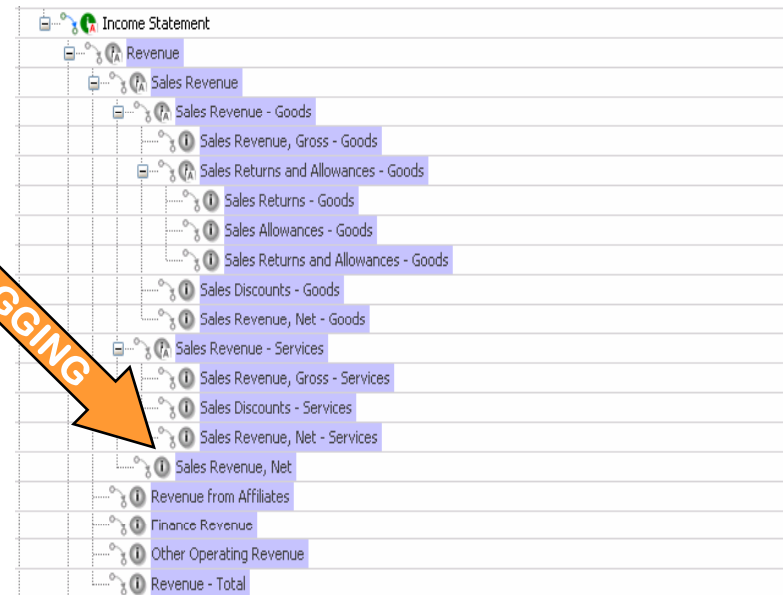 Income Statement
Revenue
Sales Revenue
Sales Revenue - Goods
Sales Revenue, Gross - Goods
Sales Returns and Allowances - Goods
Sales Returns - Goods
Sales Allowances - Goods
Sales Returns and Allowances - Goods
Sales Discounts - Goods
Sales Revenue, Net - Goods
Sales Revenue - Services
Sales Revenue, Gross - Services
Sales Discounts - Services
Sales Revenue, Net - Services
Sales Revenue, Net
Revenue from Affiliates
Finance Revenue
Other Operating Revenue
Revenue - Total
GGING